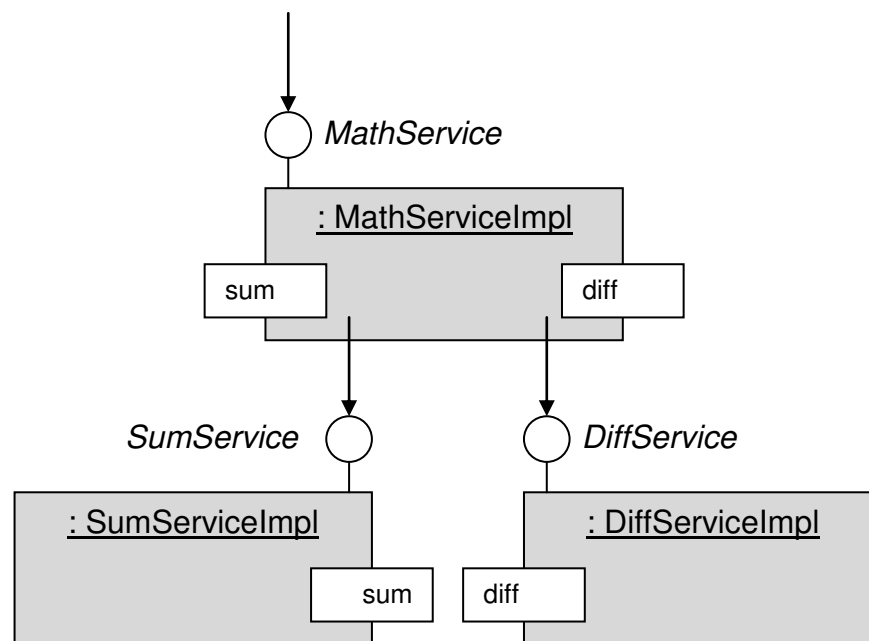 MathService
: MathServiceImpl
sum
diff
SumService
DiffService
: SumServiceImpl
: DiffServiceImpl
sum
diff